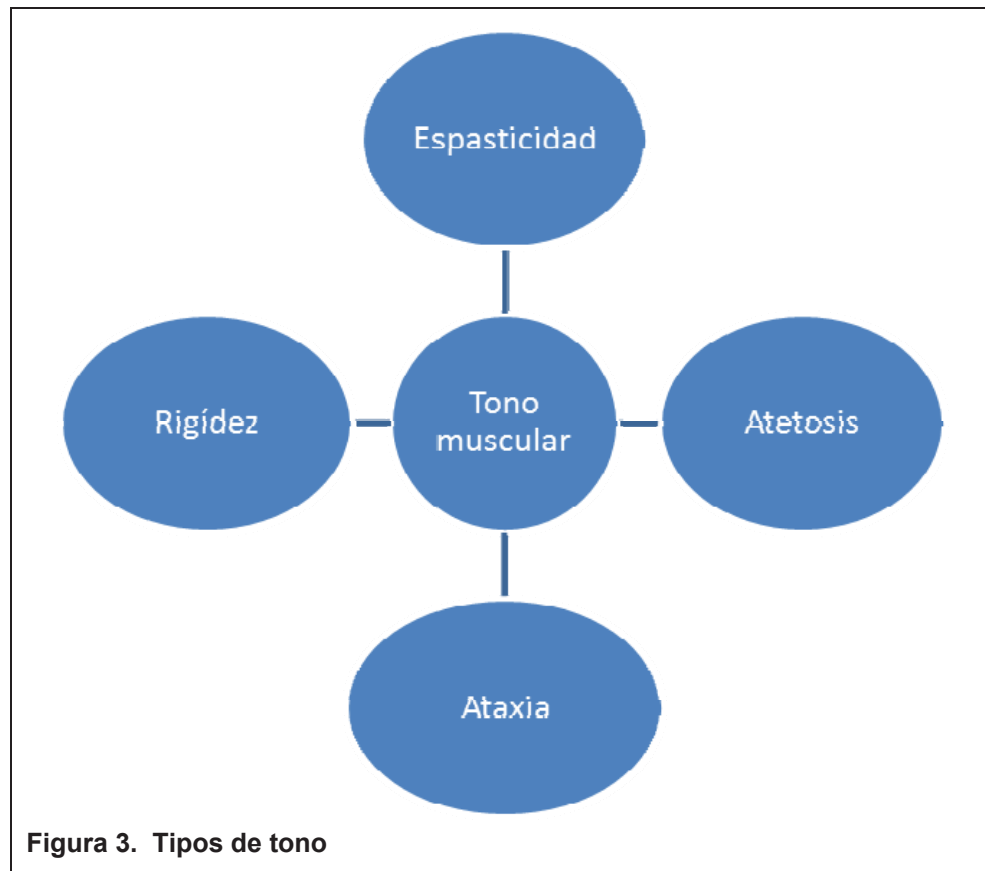 Espasticidad
Rigídez
Tono
muscular
Atetosis
Ataxia
Figura 3. Tipos de tono